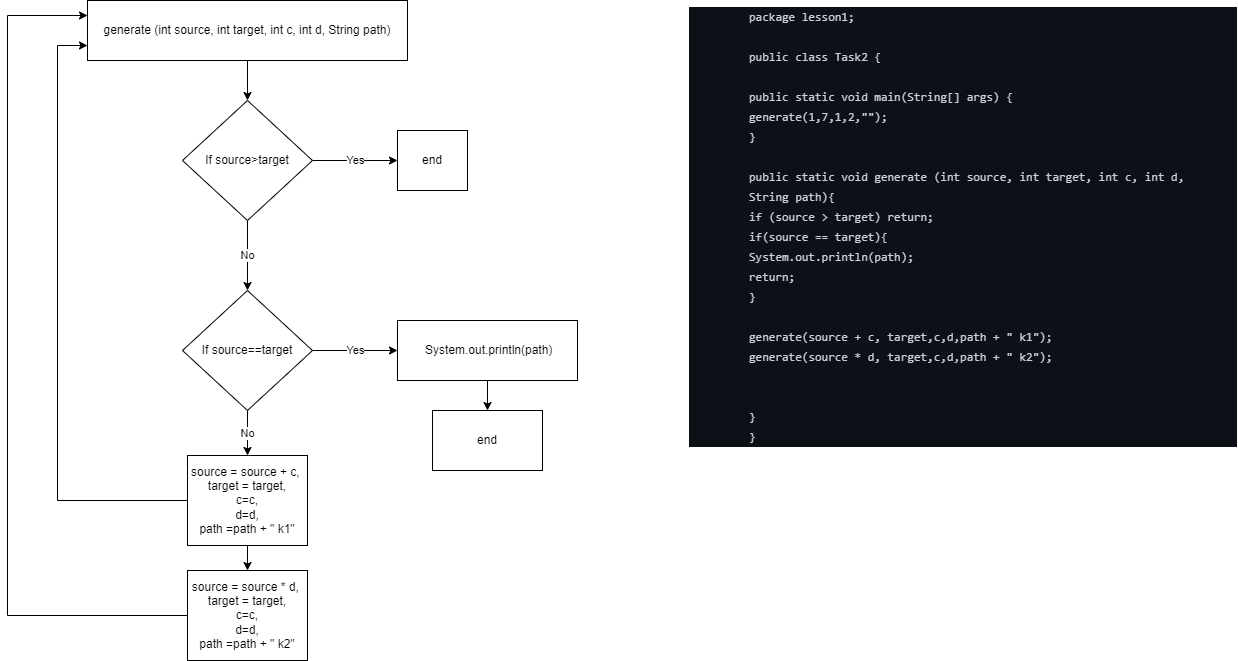 generate (int source, int target, int c, int d, String path)
If source>target
Yes
end
No
If source==target
Yes
System.out.println(path)
end
No
source = source + c,
target = target,
c=c,
d=d,
path =path + " k1"
source = source * d,
target = target,
c=c,
d=d,
path =path + " k2"
package lesson1;
public class Task2 {
public static void main(String[] args) {
generate(1,7,1,2,"");
}
public static void generate (int source, int target, int c, int d,
String path){
if (source > target) return;
if(source == target){
System.out.println(path);
return;
}
generate(source + c, target,c,d,path + " k1");
generate(source * d, target,c,d,path + " k2");
}
}